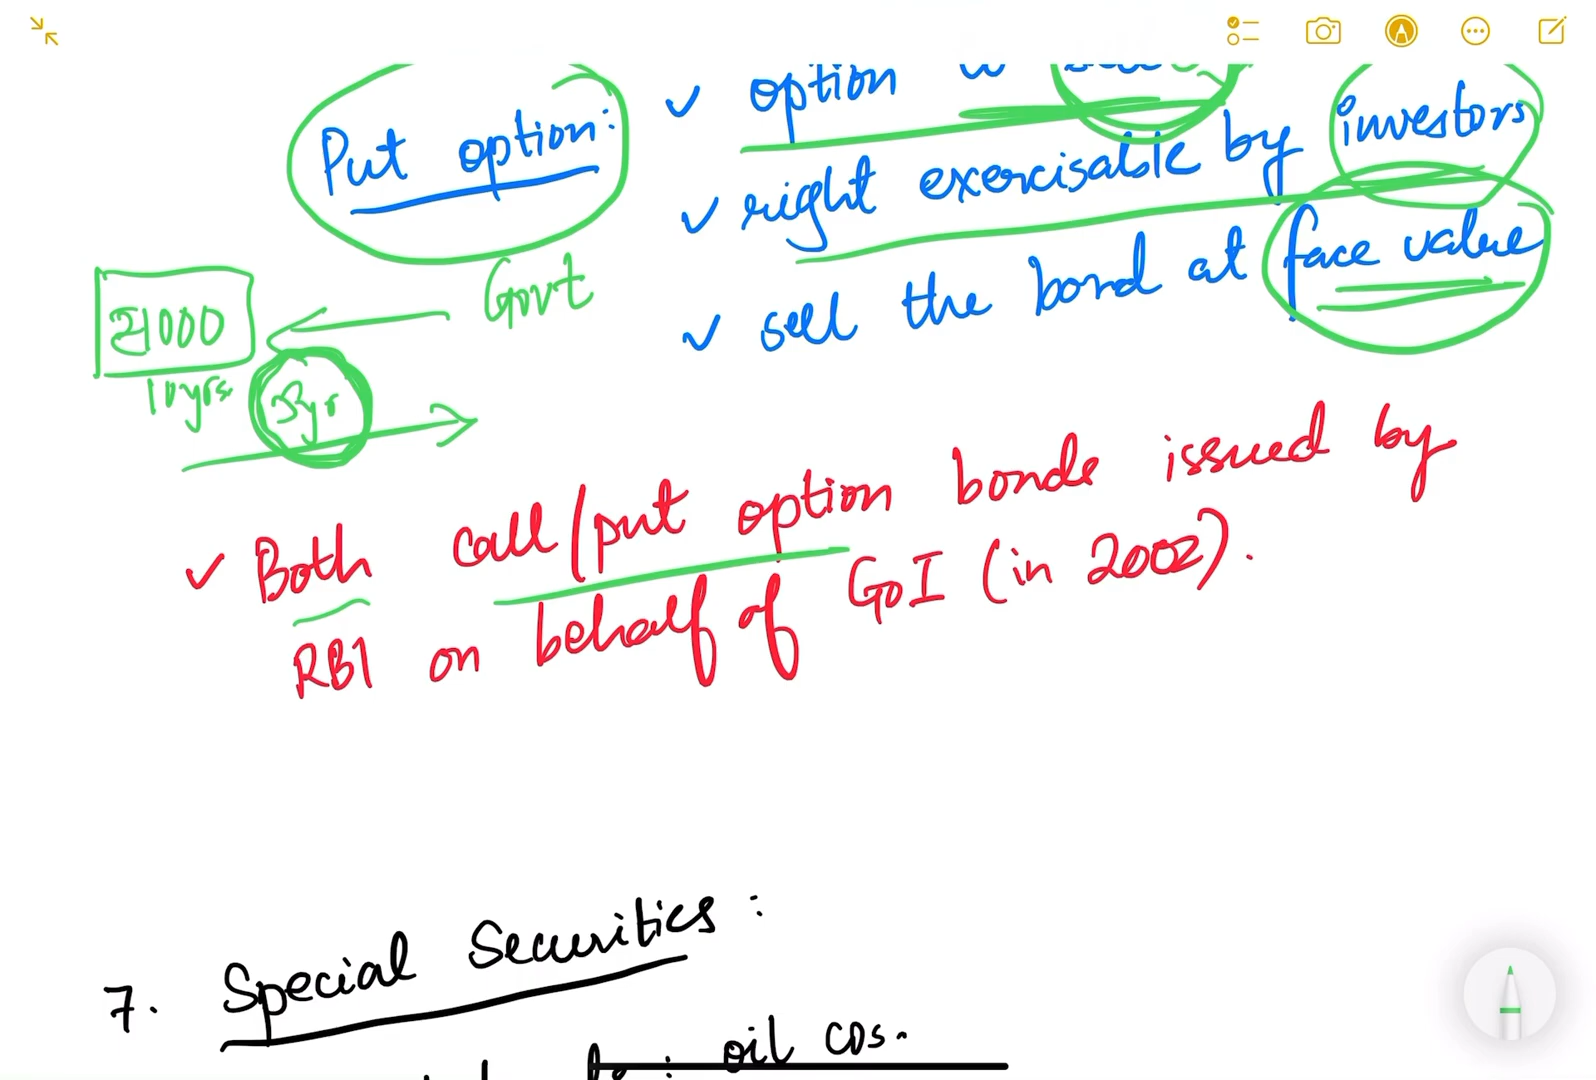 Put option: ✓ option
✓ right exercisable by investors
✓ sell the bond at face value
Govt
₹1000
10yrs.
✓ Both call/put option bonds issued by
RBI on behalf of GoI (in 2002).
7. Special Securities:
oil cos.